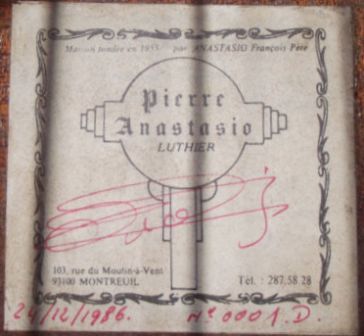 Maison fondée en 1955 par ANASTASIO François Père
Pierre
Anastasio
LUTHIER
103, rue du Moulin-à-Vent
93100 MONTREUIL
Tél. : 287.58.28
24/12/1986.
N° 0001.D.